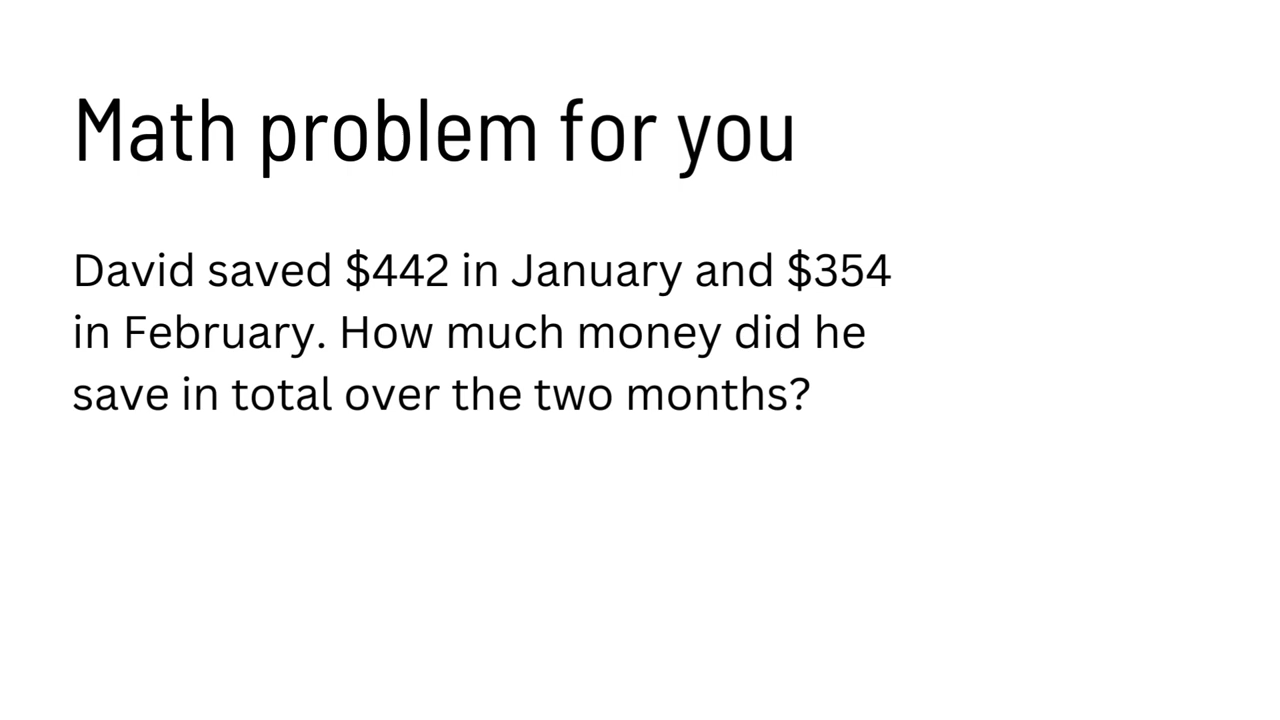 Math problem for you
David saved $442 in January and $354
in February. How much money did he
save in total over the two months?